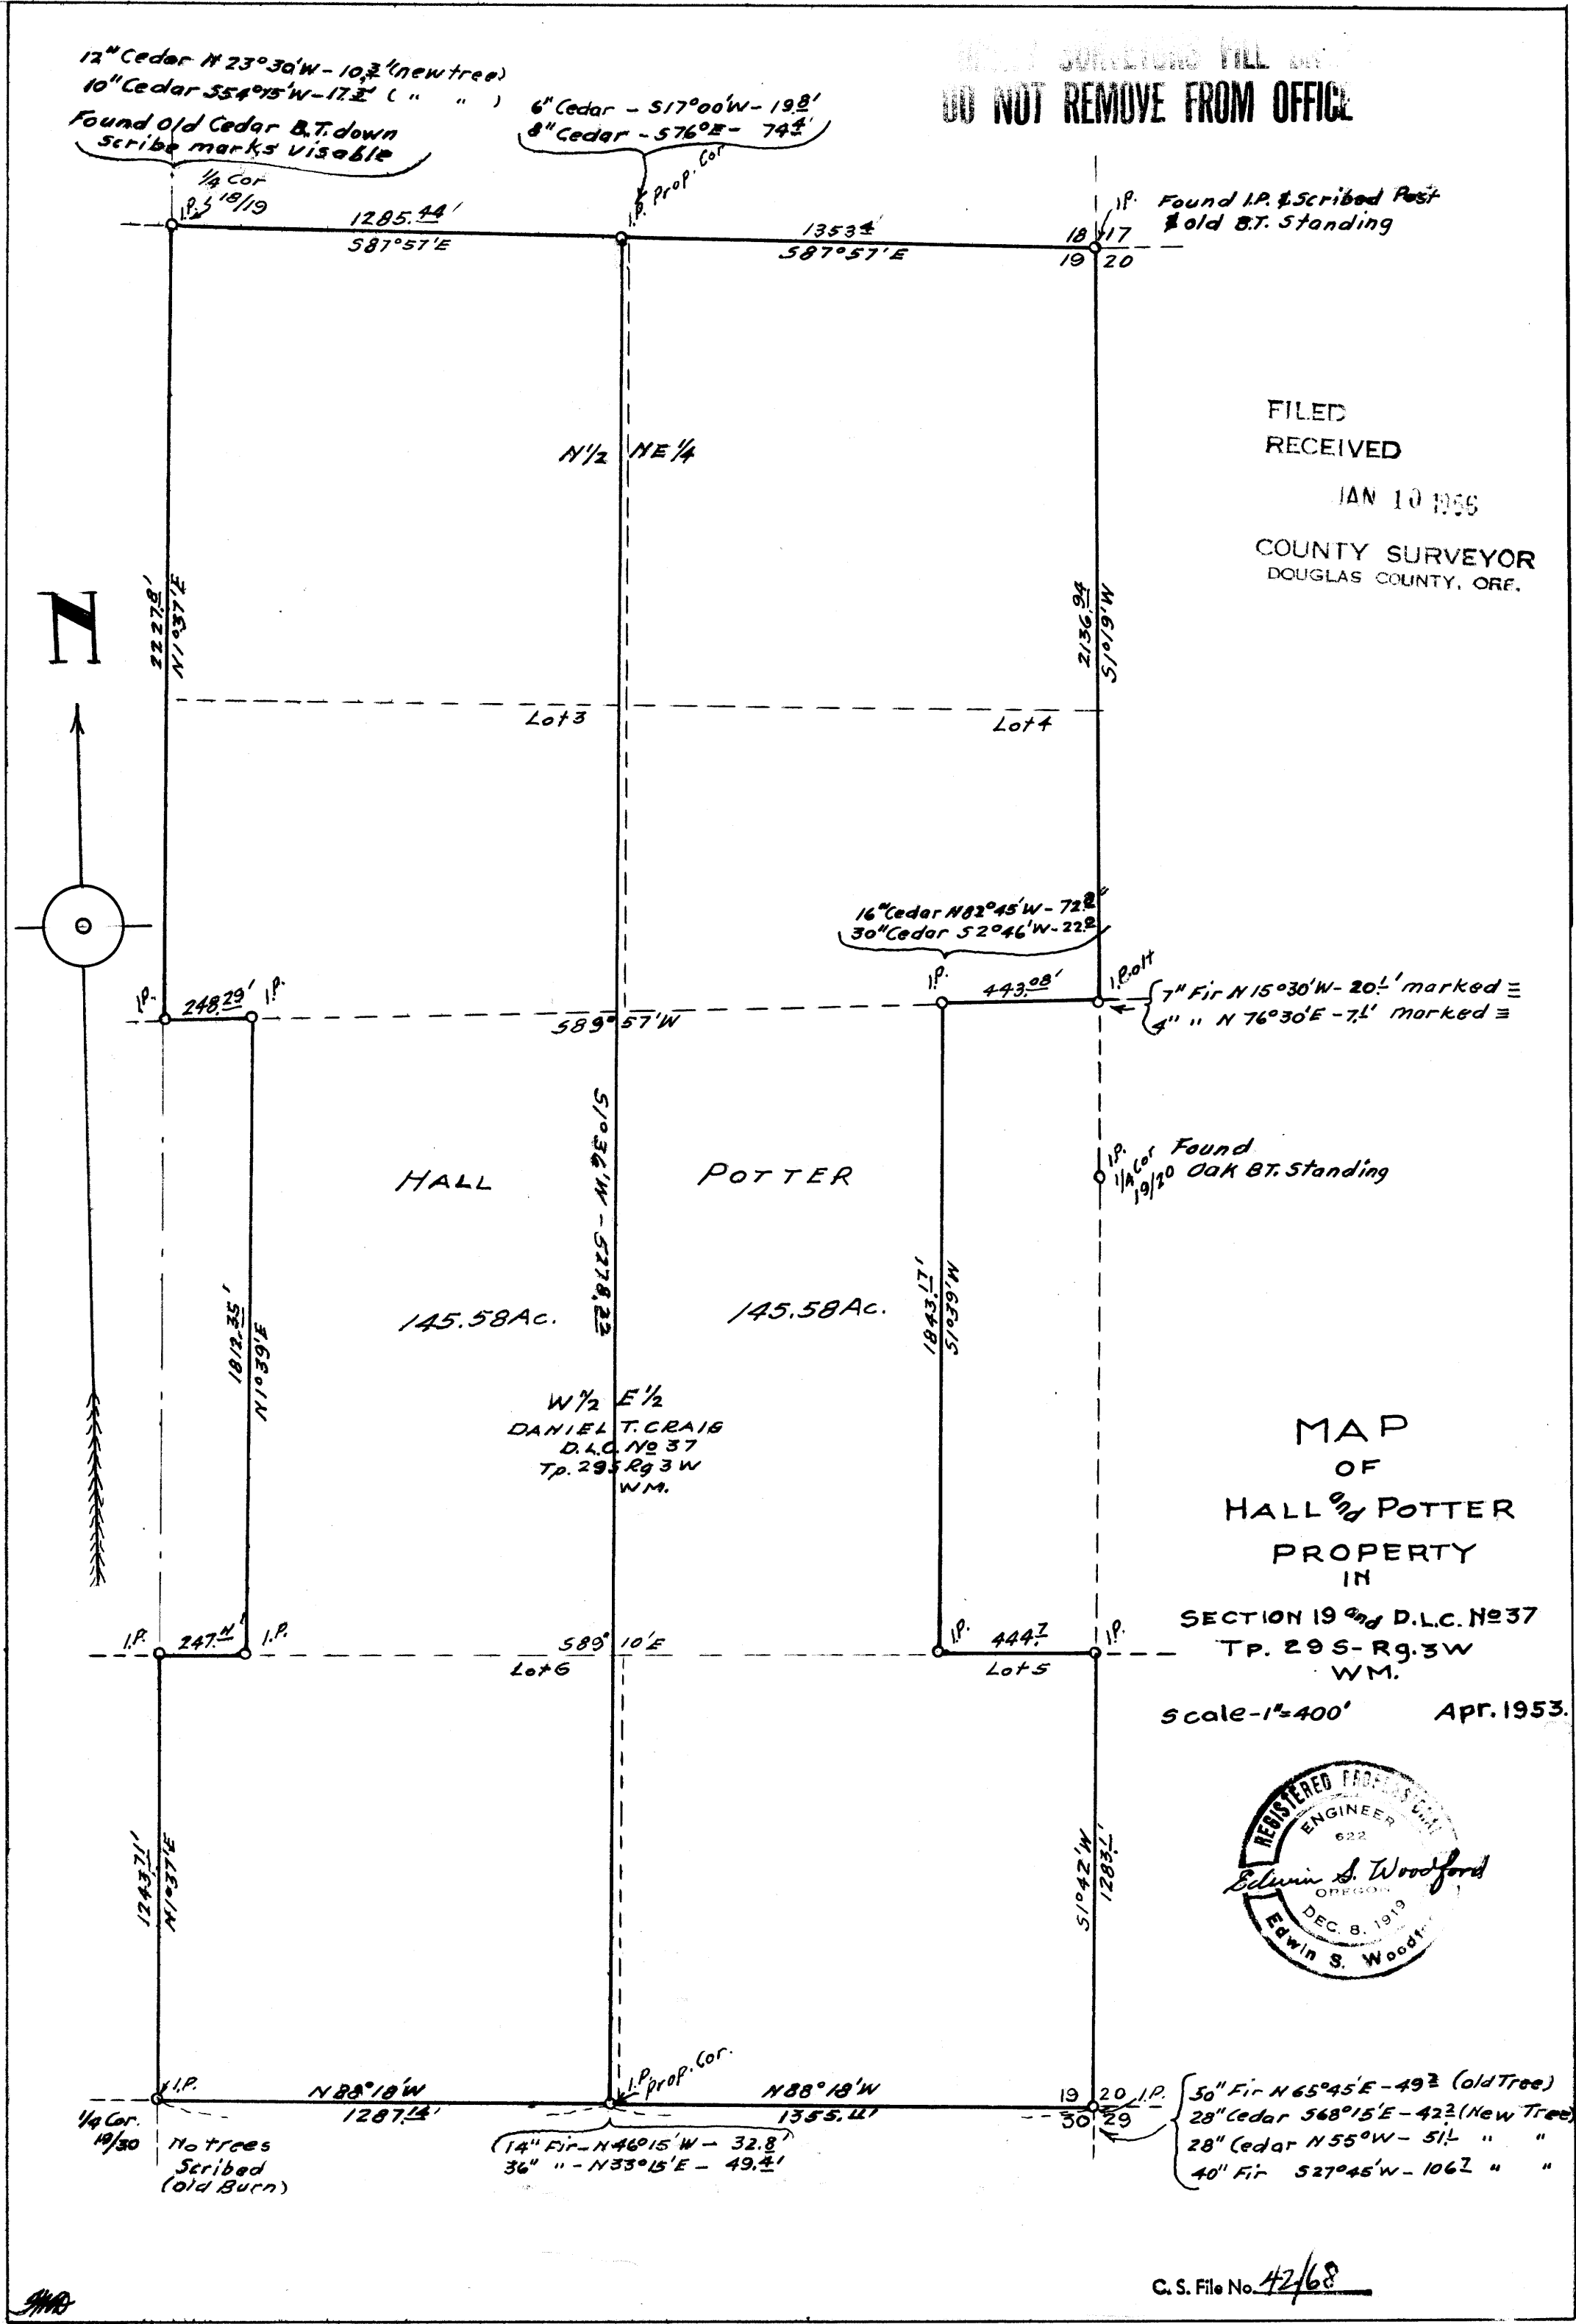 DO NOT REMOVE FROM OFFICE
12" Cedar N 23°30'W - 10.3' (new tree)
10" Cedar S54°15'W - 17.3' ( " " )
Found Old Cedar B.T. down
Scribe marks visable
6" Cedar - S17°00'W - 19.8'
8" Cedar - S76°E - 74.4'
1/4 Cor
I.P. 18/19
I.P. Prop. Cor
I.P. Found I.P. & Scribed Post
& old B.T. Standing
1285.44'
S87°57'E
1353.4'
S87°57'E
18 17
19 20
FILED
RECEIVED
JAN 10 1956
COUNTY SURVEYOR
DOUGLAS COUNTY, ORE.
N 1/2 NE 1/4
N
2227.8'
N1°37'E
2136.94
S1°19'W
Lot 3
Lot 4
16" Cedar N82°45'W - 72.8'
30" Cedar S2°46'W - 22.2
I.P. 248.29' I.P.
S89°57'W
I.P. 443.08' I.Bolt
7" Fir N 15°30'W - 20.1' marked ≡
4" " N 76°30'E - 7.1' marked ≡
S1°36'W - 5278.22
HALL
POTTER
I.P. Found
1/4 Cor Oak BT. Standing
19/20
145.58 Ac.
145.58 Ac.
1812.35'
N1°39'E
1843.17'
S1°39'W
W 1/2 E 1/2
DANIEL T. CRAIG
D.L.C. No 37
Tp. 29S Rg 3 W
WM.
MAP
OF
HALL and POTTER
PROPERTY
IN
SECTION 19 and D.L.C. No 37
Tp. 29 S - Rg. 3 W
WM.
Scale - 1" = 400' Apr. 1953.
I.P. 247.11' I.P.
S89° 10'E
Lot 6
I.P. 444.7 I.P.
Lot 5
REGISTERED PROFESSIONAL
ENGINEER
622
Edwin S. Woodford
OREGON
DEC. 8, 1919
Edwin S. Woodf
1243.71'
N1°37'E
S1°42'W
1283.1'
I.P.
N88°18'W
1287.14'
I.P. Prop. Cor.
N88°18'W
1355.11'
19 20 I.P.
30 29
1/4 Cor.
19/30
No trees
Scribed
(old Burn)
14" Fir - N46°15'W - 32.8'
36" " - N33°15'E - 49.4'
50" Fir N 65°45'E - 49.2 (old Tree)
28" Cedar S68°15'E - 42.2 (New Tree)
28" Cedar N 55°W - 51.1 " "
40" Fir S27°45'W - 106.7 " "
C. S. File No. 42/68